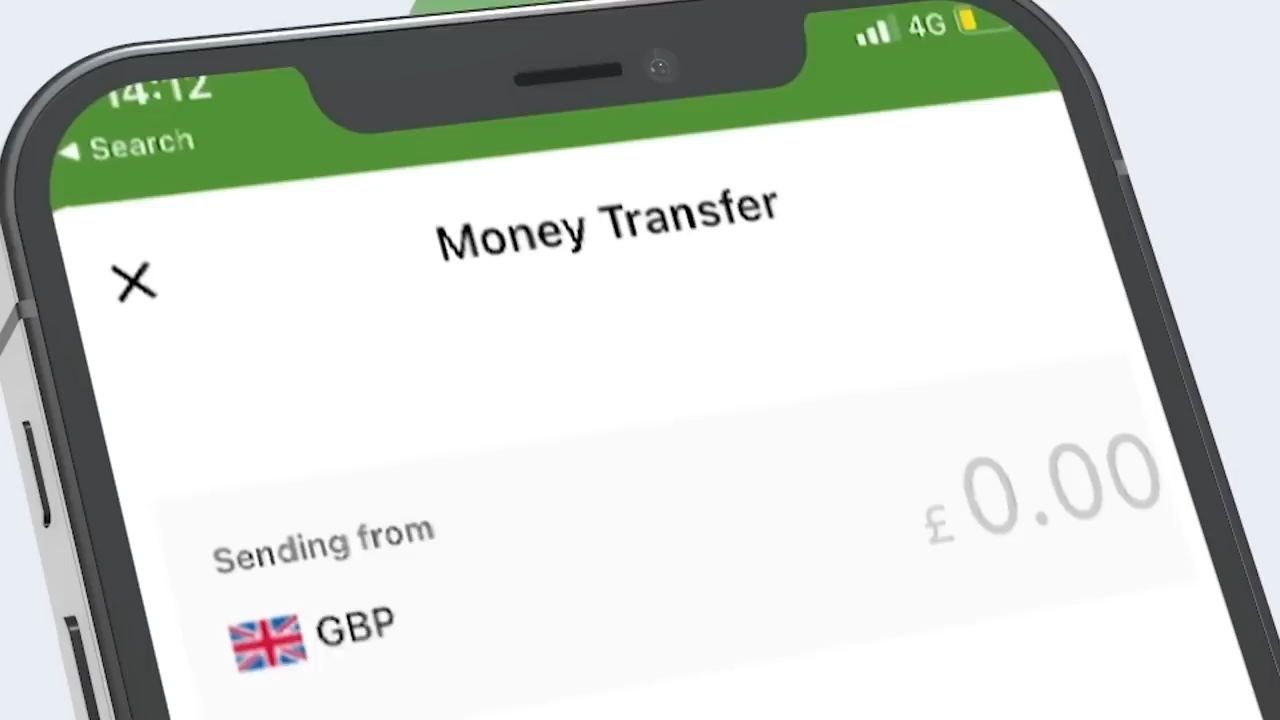 14:12
4G
Search
Money Transfer
£ 0.00
Sending from
GBP